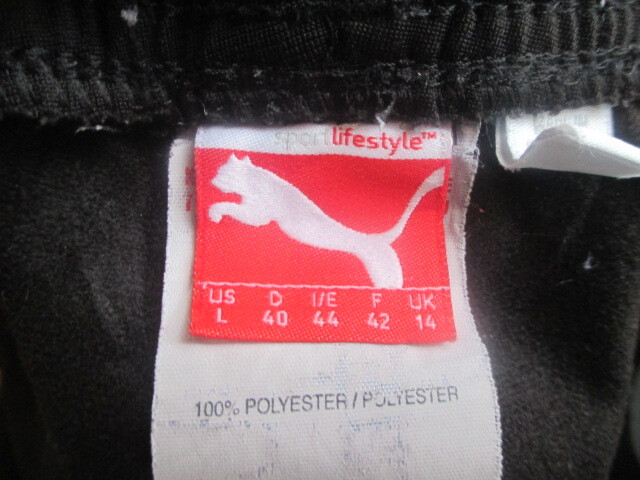 sportlifestyle™
US D I/E F UK
L 40 44 42 14
100% POLYESTER / POLYESTER